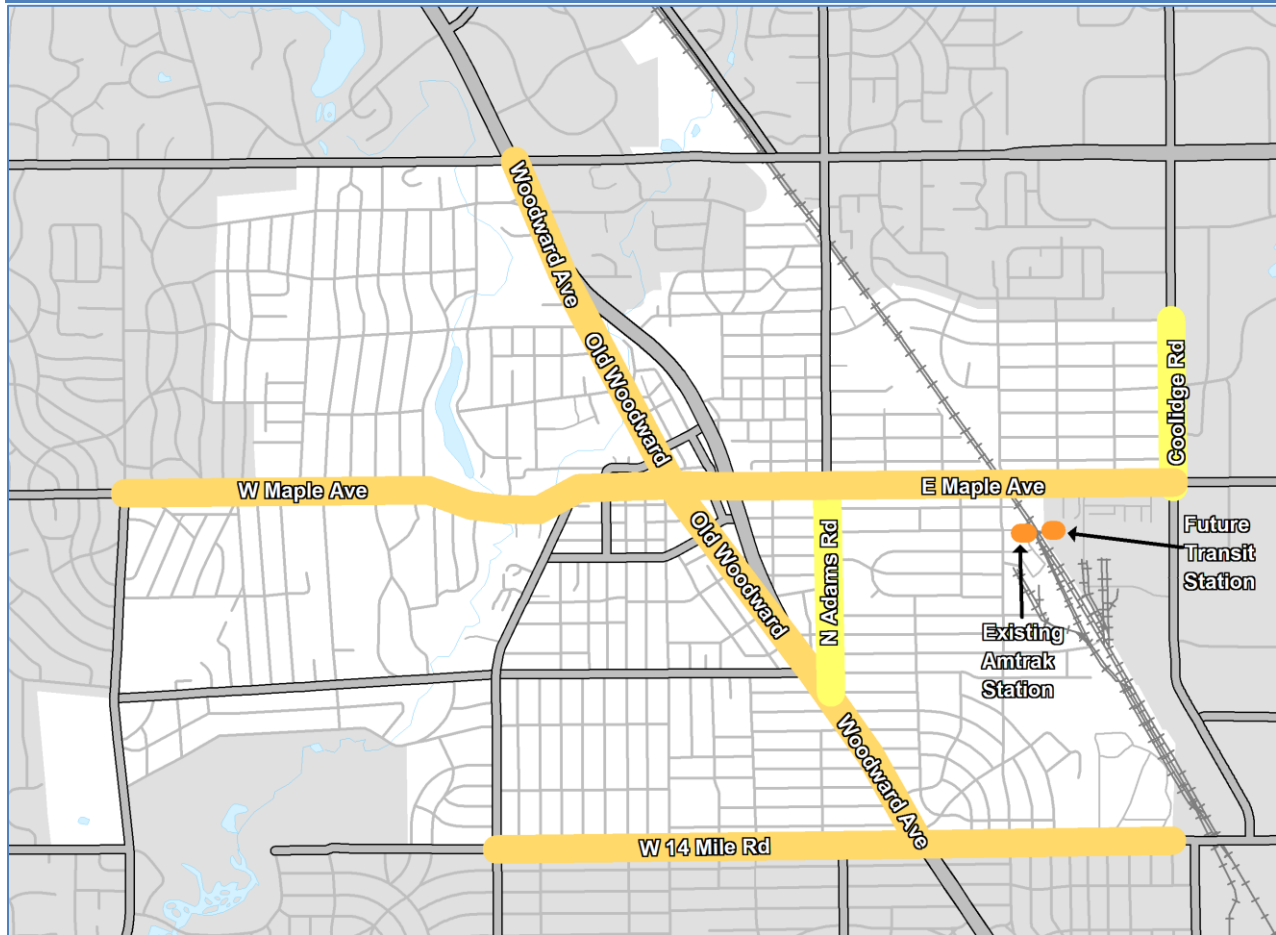 Woodward Ave
Old Woodward
Coolidge Rd
W Maple Ave
E Maple Ave
Old Woodward
N Adams Rd
Future
Transit
Station
Existing
Amtrak
Station
Woodward Ave
W 14 Mile Rd